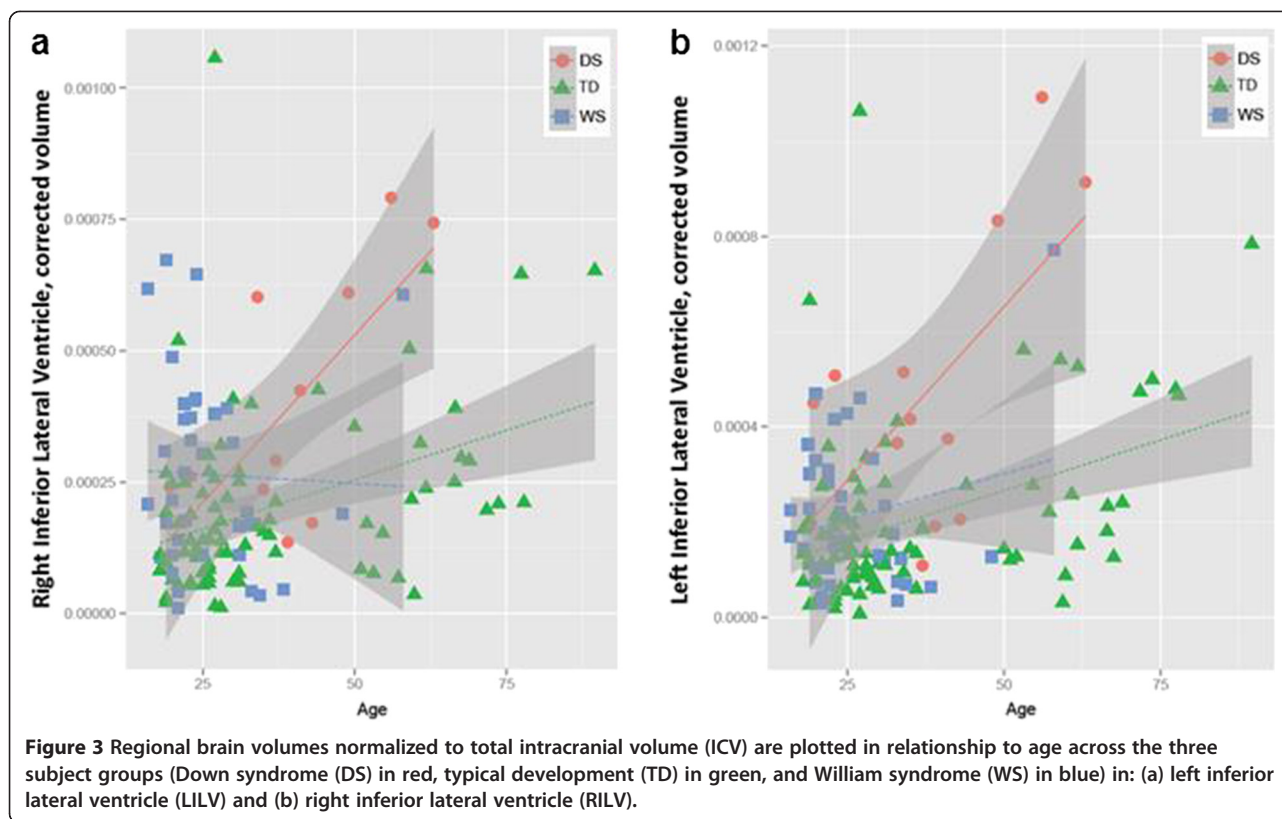 a
Right Inferior Lateral Ventricle, corrected volume
0.00100
0.00075
0.00050
0.00025
0.00000
25
50
75
Age
DS
TD
WS
b
Left Inferior Lateral Ventricle, corrected volume
0.0012
0.0008
0.0004
0.0000
25
50
75
Age
DS
TD
WS
Figure 3 Regional brain volumes normalized to total intracranial volume (ICV) are plotted in relationship to age across the three
subject groups (Down syndrome (DS) in red, typical development (TD) in green, and William syndrome (WS) in blue) in: (a) left inferior
lateral ventricle (LILV) and (b) right inferior lateral ventricle (RILV).